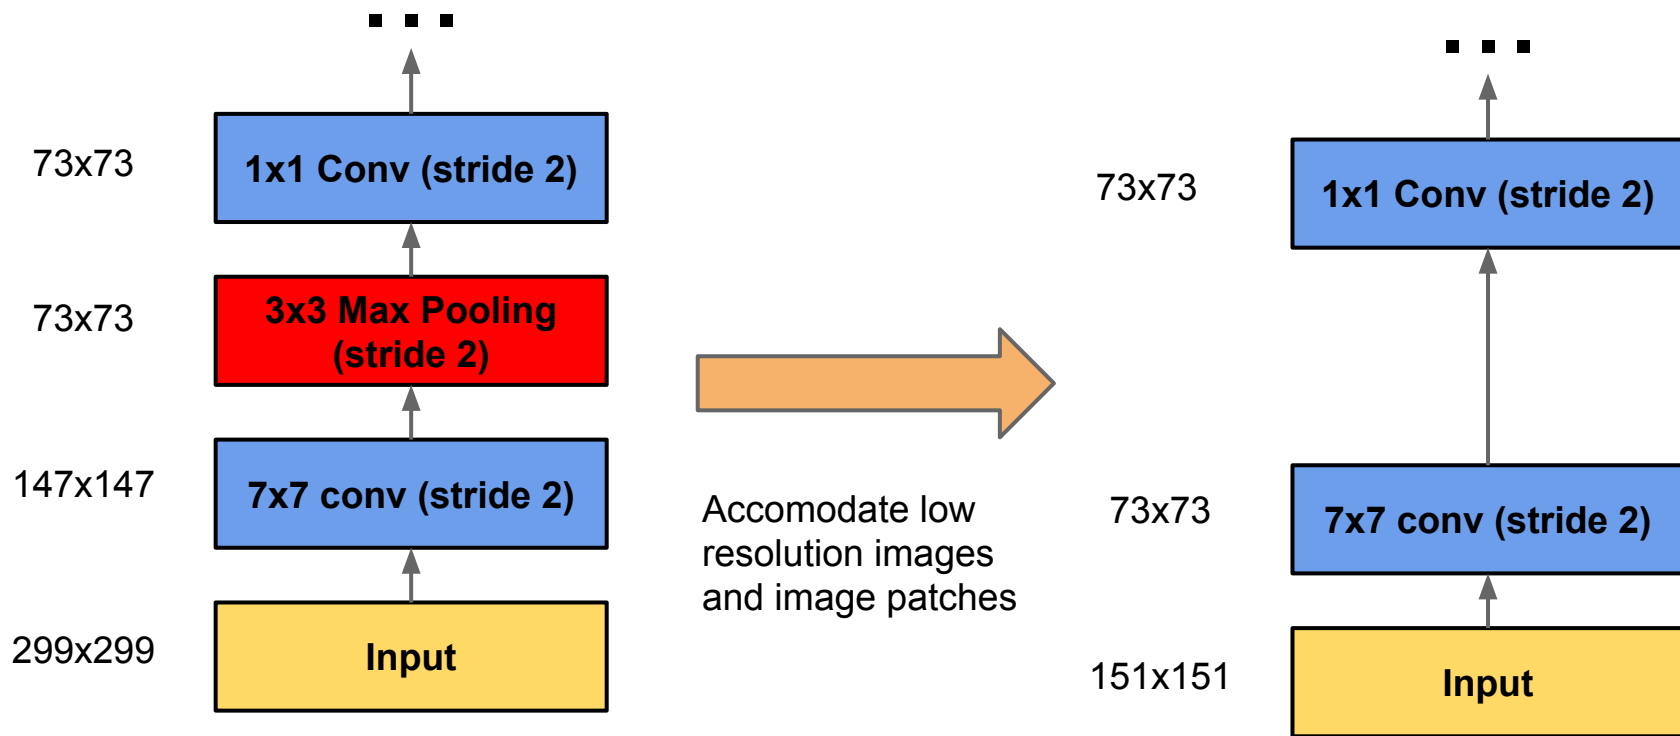 73x73
1x1 Conv (stride 2)
73x73
3x3 Max Pooling
(stride 2)
147x147
7x7 conv (stride 2)
299x299
Input
Accomodate low
resolution images
and image patches
73x73
1x1 Conv (stride 2)
73x73
7x7 conv (stride 2)
151x151
Input